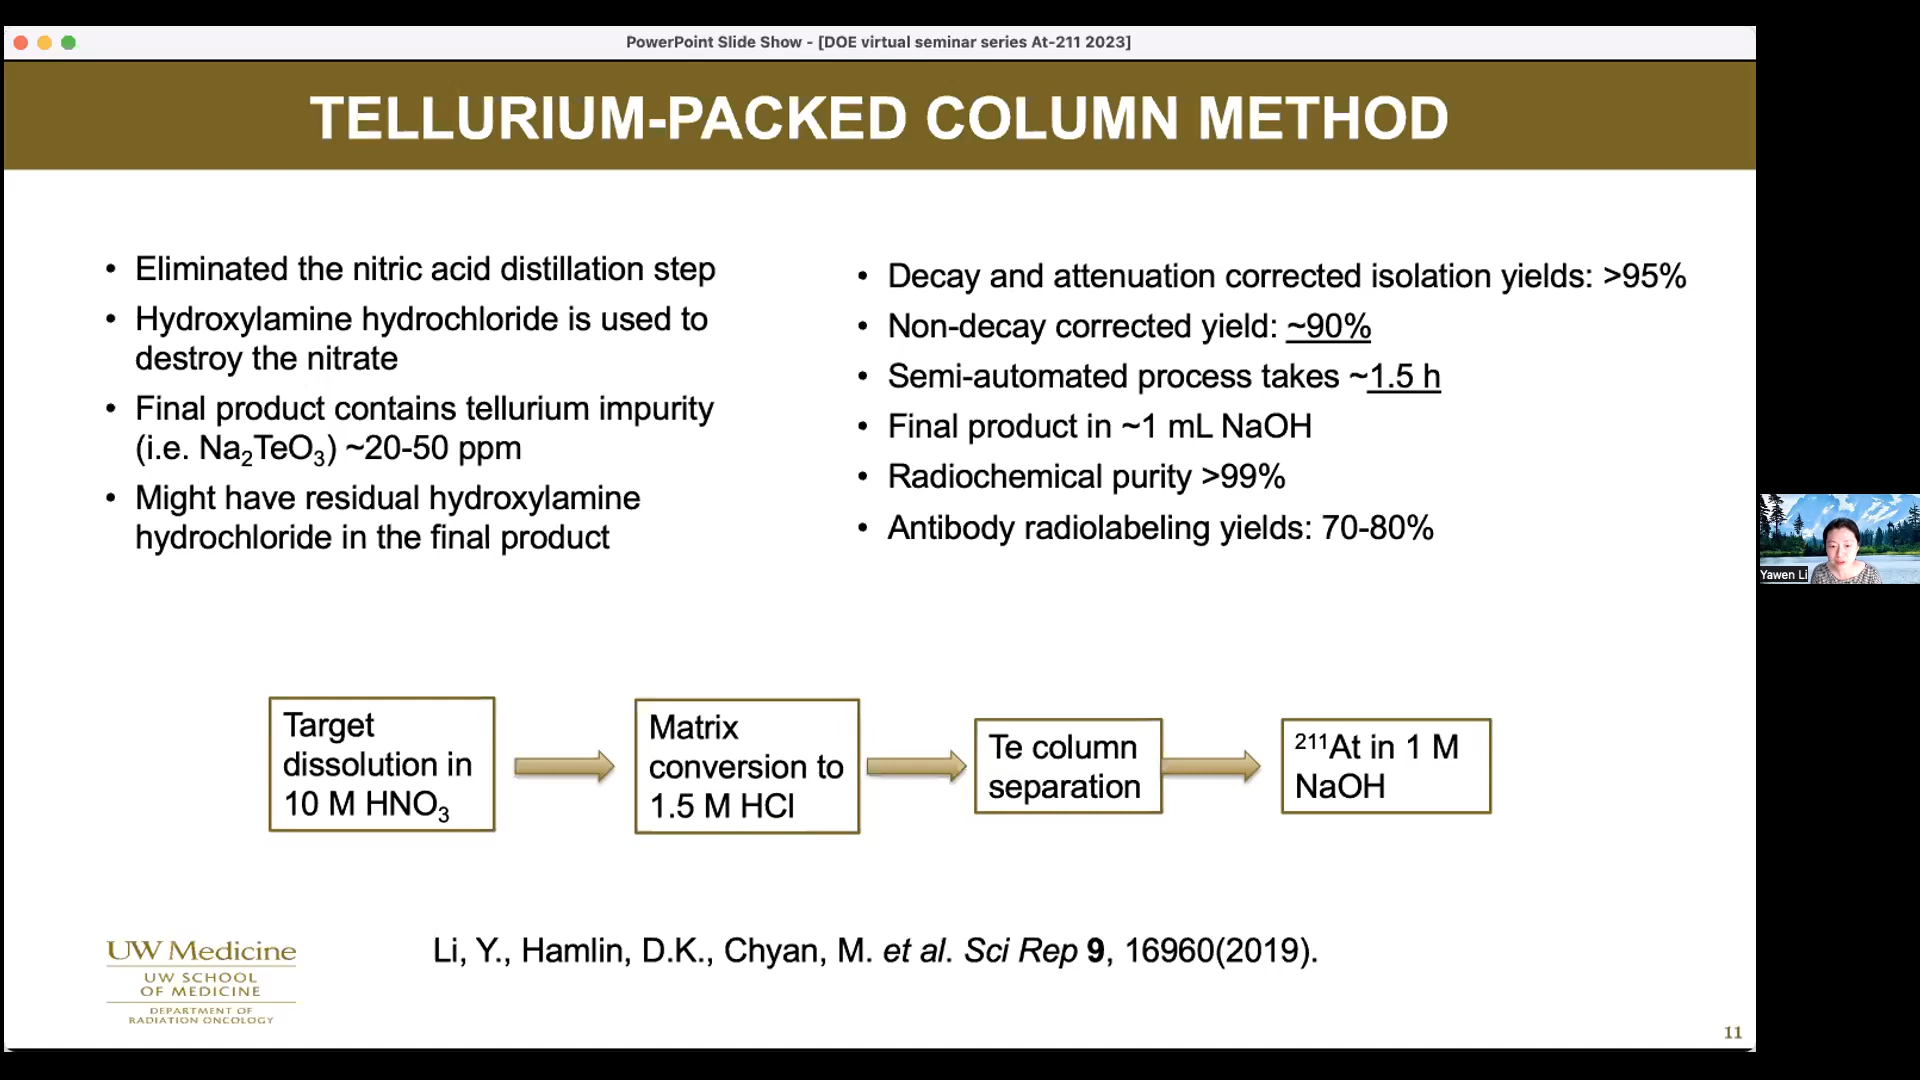 PowerPoint Slide Show - [DOE virtual seminar series At-211 2023]
TELLURIUM-PACKED COLUMN METHOD
• Eliminated the nitric acid distillation step
• Hydroxylamine hydrochloride is used to
destroy the nitrate
• Final product contains tellurium impurity
(i.e. Na₂TeO₃) ~20-50 ppm
• Might have residual hydroxylamine
hydrochloride in the final product
• Decay and attenuation corrected isolation yields: >95%
• Non-decay corrected yield: ~90%
• Semi-automated process takes ~1.5 h
• Final product in ~1 mL NaOH
• Radiochemical purity >99%
• Antibody radiolabeling yields: 70-80%
Target
dissolution in
10 M HNO₃
Matrix
conversion to
1.5 M HCl
Te column
separation
²¹¹At in 1 M
NaOH
Li, Y., Hamlin, D.K., Chyan, M. et al. Sci Rep 9, 16960(2019).
UW Medicine
UW SCHOOL
OF MEDICINE
DEPARTMENT OF
RADIATION ONCOLOGY
11
Yawen Li